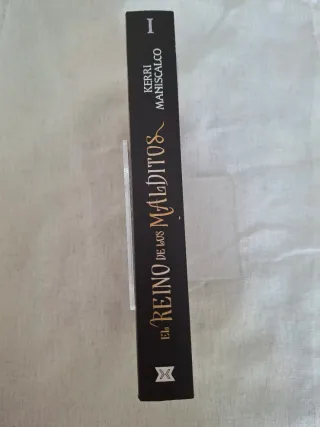 I
KERRI
MANISCALCO
EL REINO DE LOS MALDITOS